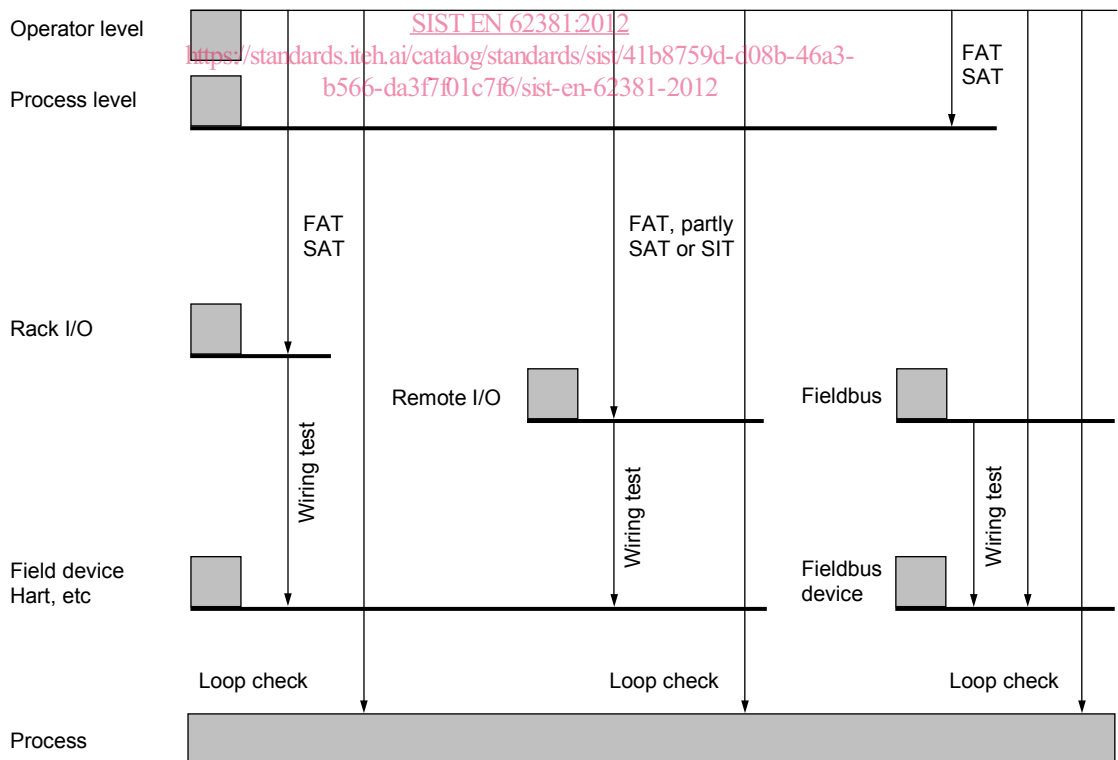 SIST EN 62381:2012
Operator level
https://standards.iteh.ai/catalog/standards/sist/41b8759d-d08b-46a3-
b566-da3f7f01c7f6/sist-en-62381-2012
FAT
SAT
Process level
FAT
SAT
FAT, partly
SAT or SIT
Rack I/O
Remote I/O
Fieldbus
Wiring test
Wiring test
Wiring test
Field device
Hart, etc
Fieldbus
device
Loop check
Loop check
Loop check
Process